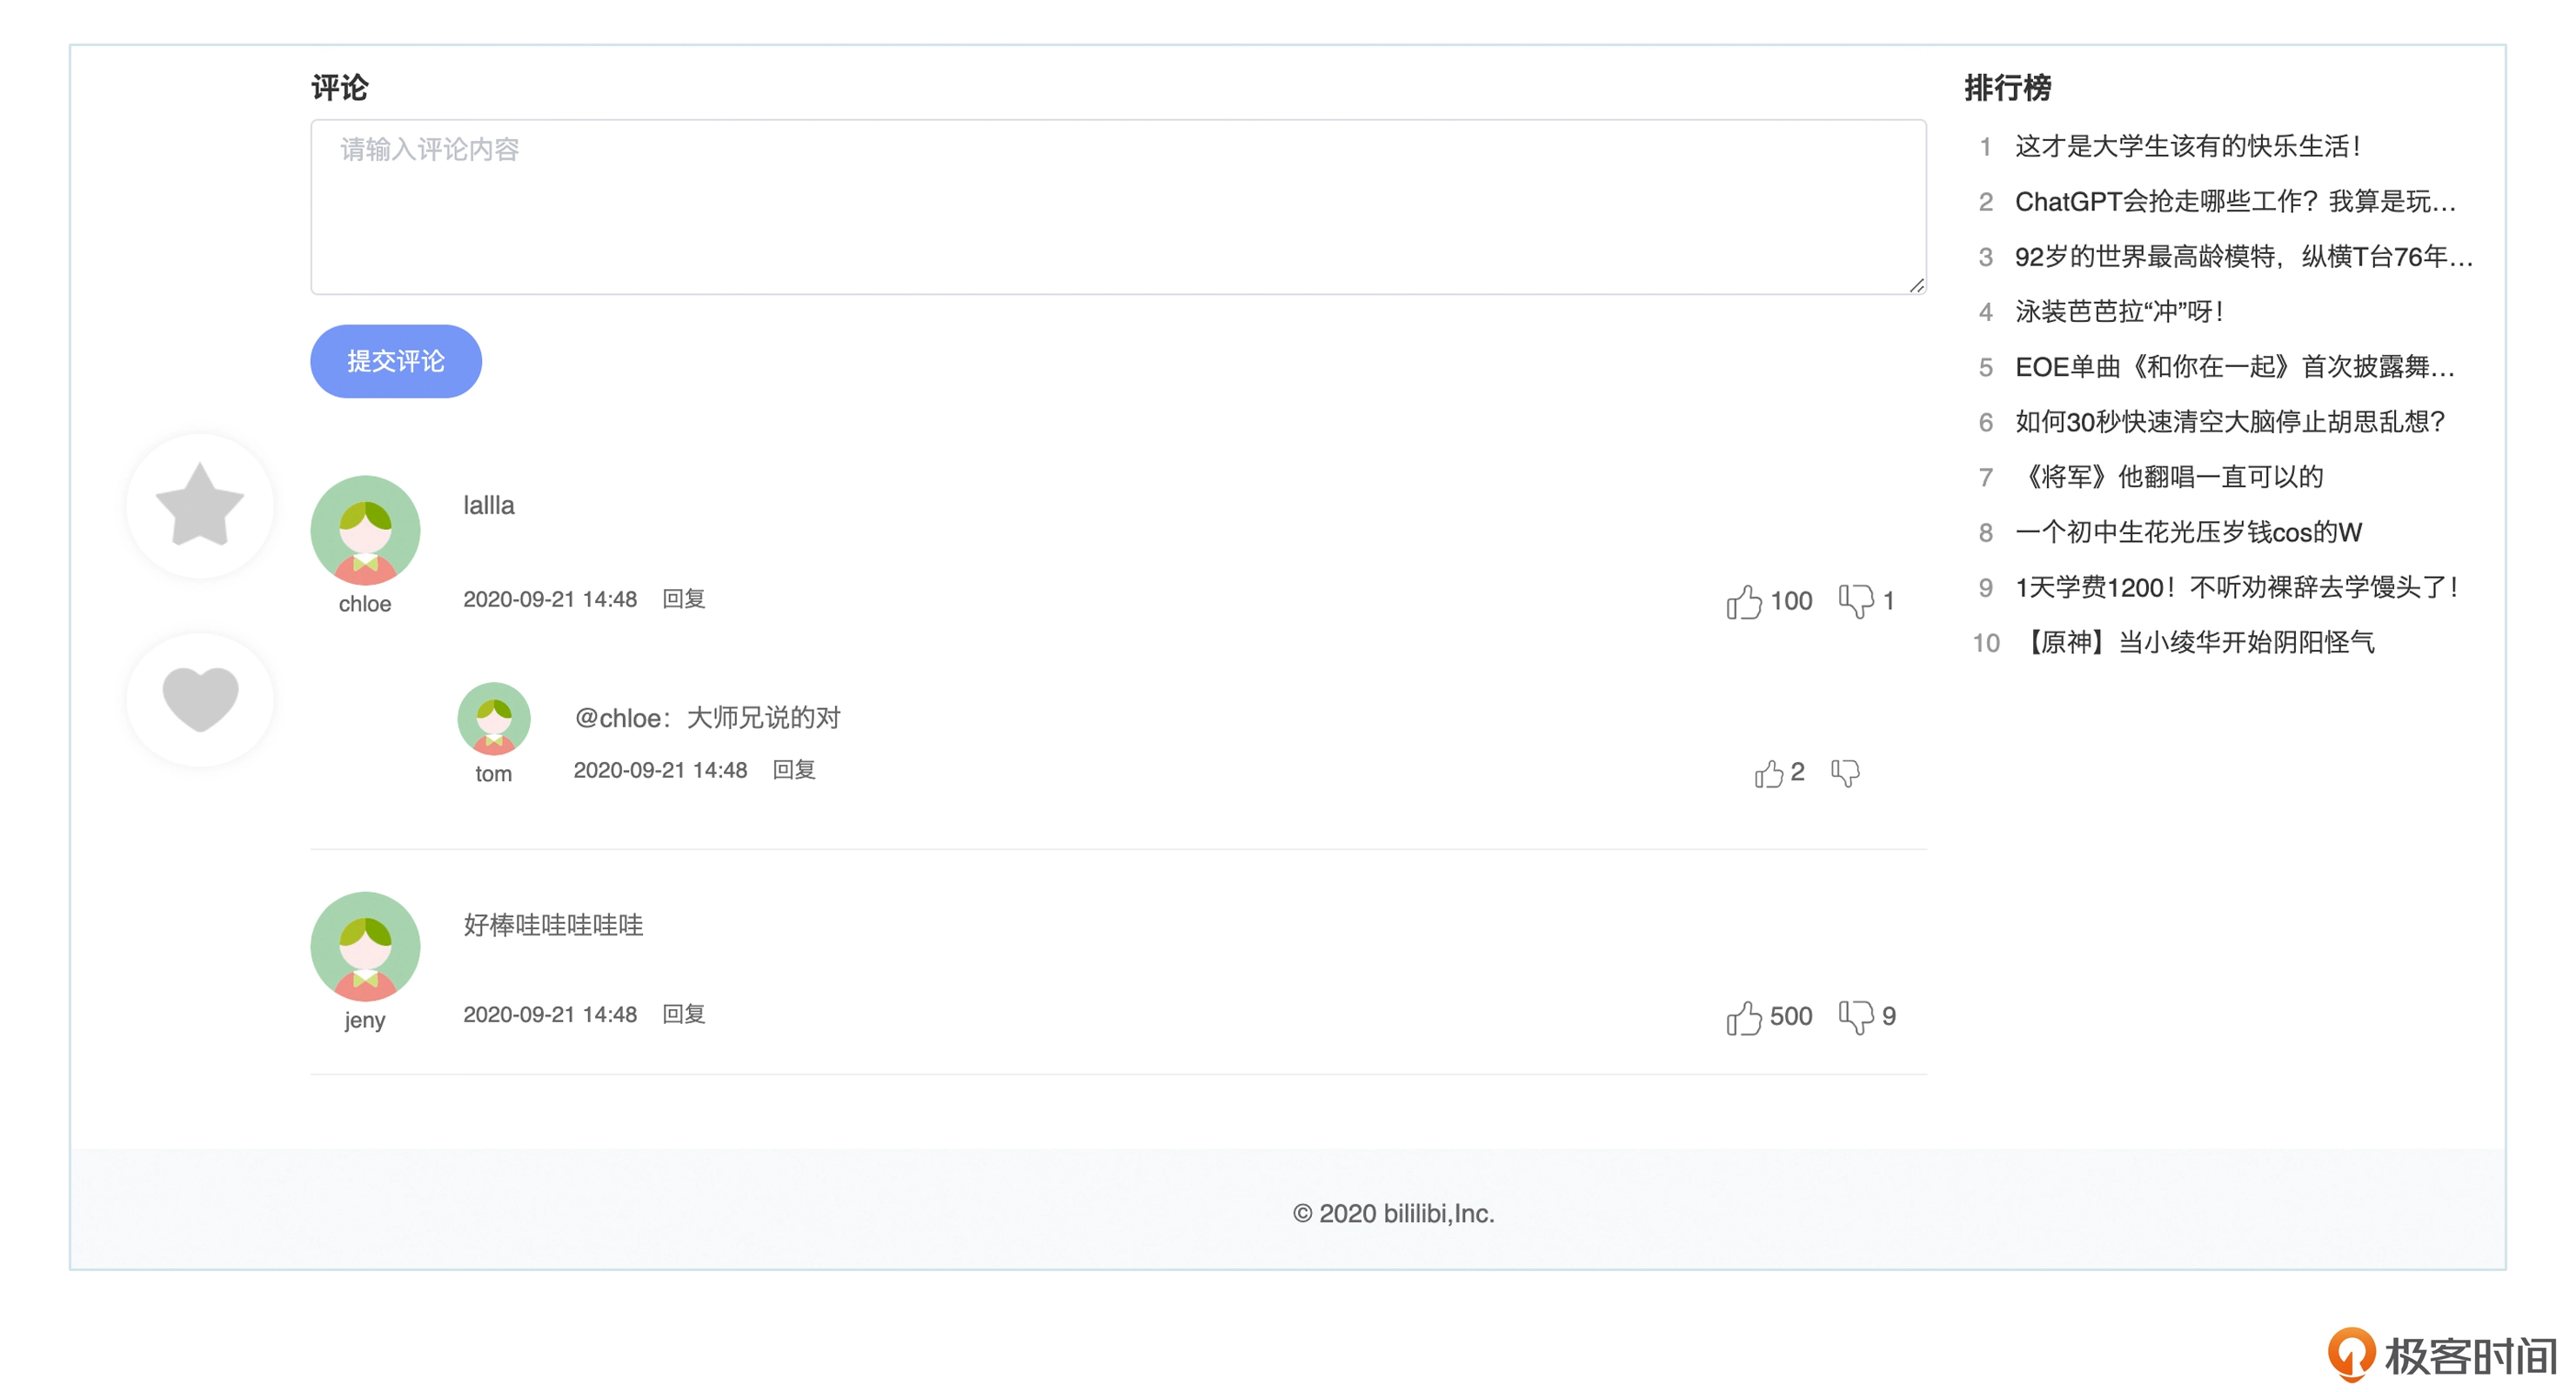 评论
请输入评论内容
提交评论
lallla
chloe
2020-09-21 14:48 回复
100 1
@chloe：大师兄说的对
tom
2020-09-21 14:48 回复
2
好棒哇哇哇哇哇
jeny
2020-09-21 14:48 回复
500 9
排行榜
1 这才是大学生该有的快乐生活！
2 ChatGPT会抢走哪些工作？我算是玩...
3 92岁的世界最高龄模特，纵横T台76年...
4 泳装芭芭拉“冲”呀！
5 EOE单曲《和你在一起》首次披露舞...
6 如何30秒快速清空大脑停止胡思乱想？
7 《将军》他翻唱一直可以的
8 一个初中生花光压岁钱cos的W
9 1天学费1200！不听劝裸辞去学馒头了！
10 【原神】当小绫华开始阴阳怪气
© 2020 bililibi,Inc.
极客时间